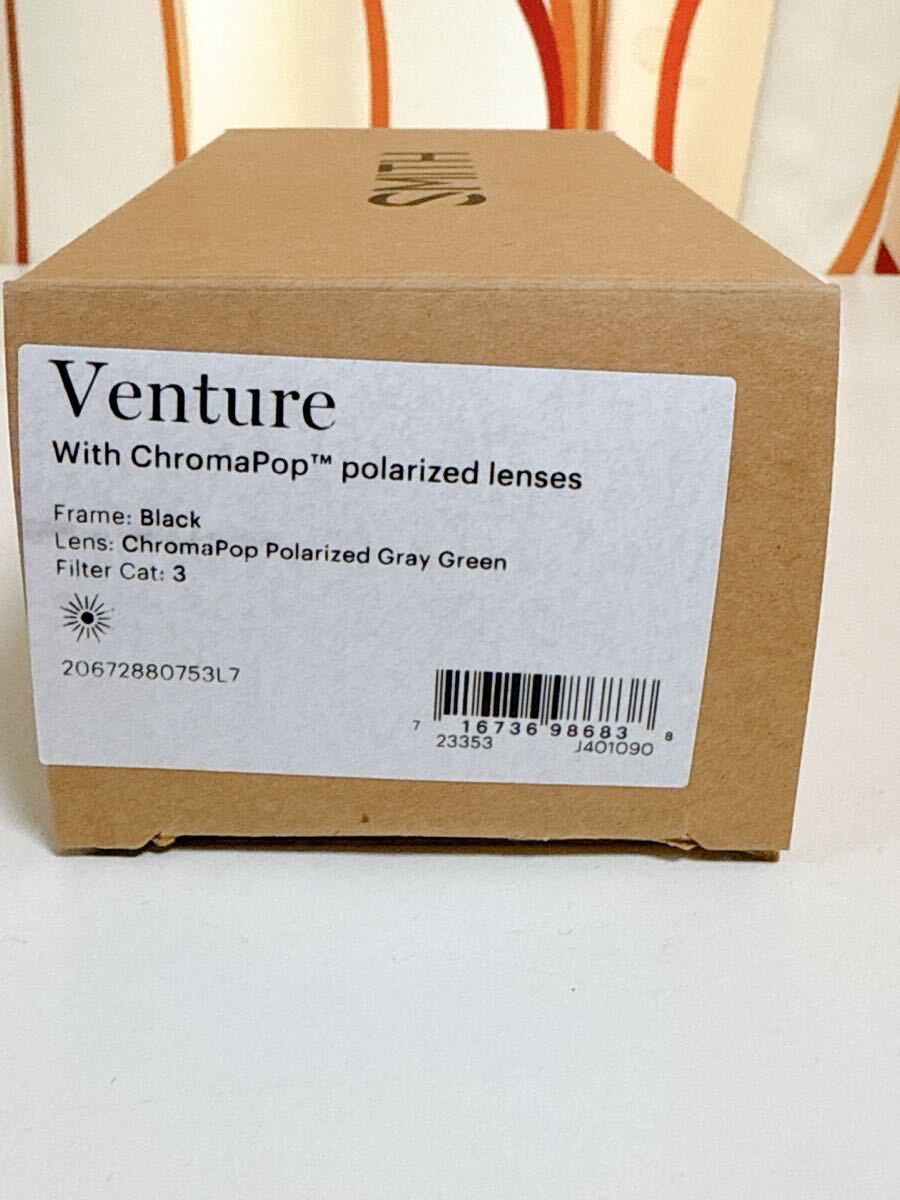 SMITH
Venture
With ChromaPop™ polarized lenses
Frame: Black
Lens: ChromaPop Polarized Gray Green
Filter Cat: 3
20672880753L7
7 16736 98683 8
23353 J401090